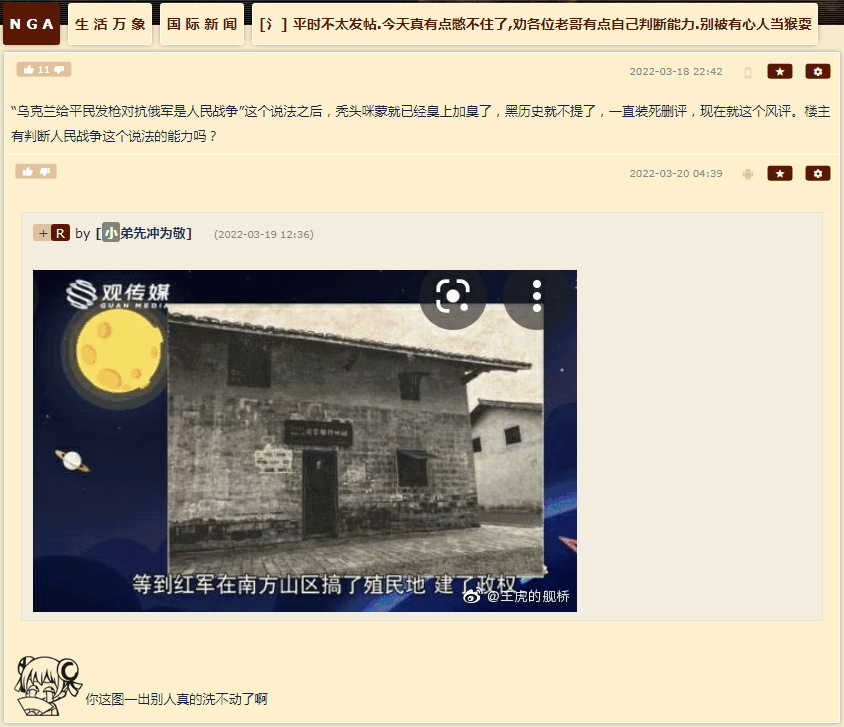 NGA 生活万象 国际新闻 [氵] 平时不太发帖.今天真有点憋不住了,劝各位老哥有点自己判断能力.别被有心人当猴耍
11 2022-03-18 22:42
“乌克兰给平民发枪对抗俄军是人民战争”这个说法之后，秃头咪蒙就已经臭上加臭了，黑历史就不提了，一直装死删评，现在就这个风评。楼主
有判断人民战争这个说法的能力吗？
2022-03-20 04:39
+ R by [小弟先冲为敬] (2022-03-19 12:36)
观传媒
GUAN MEDIA
等到红军在南方山区搞了殖民地 建了政权
@王虎的舰桥
你这图一出别人真的洗不动了啊